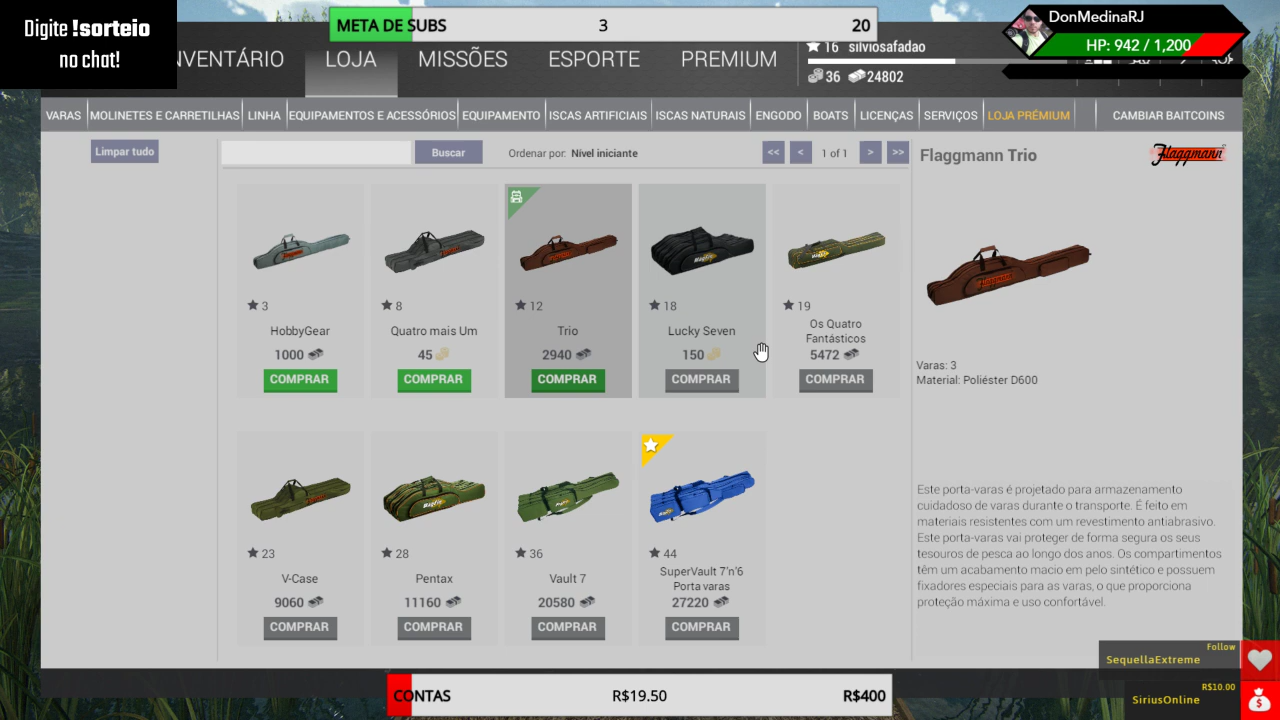 Digite !sorteio
no chat!
META DE SUBS 3 20
DonMedinaRJ
HP: 942 / 1,200
NVENTÁRIO LOJA MISSÕES ESPORTE PREMIUM
16 silviosafadao
36 24802
VARAS MOLINETES E CARRETILHAS LINHA EQUIPAMENTOS E ACESSÓRIOS EQUIPAMENTO ISCAS ARTIFICIAIS ISCAS NATURAIS ENGODO BOATS LICENÇAS SERVIÇOS LOJA PRÉMIUM CAMBIAR BAITCOINS
Limpar tudo
Buscar
Ordenar por: Nível iniciante
<< < 1 of 1 > >>
Flaggmann Trio
Flaggmann
3 8 12 18 19
HobbyGear
Quatro mais Um
Trio
Lucky Seven
Os Quatro
Fantásticos
1000 45 2940 150 5472
COMPRAR COMPRAR COMPRAR COMPRAR COMPRAR
Varas: 3
Material: Poliéster D600
23 28 36 44
V-Case
Pentax
Vault 7
SuperVault 7'n'6
Porta varas
9060 11160 20580 27220
COMPRAR COMPRAR COMPRAR COMPRAR
Este porta-varas é projetado para armazenamento
cuidadoso de varas durante o transporte. É feito em
materiais resistentes com um revestimento antiabrasivo.
Este porta-varas vai proteger de forma segura os seus
tesouros de pesca ao longo dos anos. Os compartimentos
têm um acabamento macio em pelo sintético e possuem
fixadores especiais para as varas, o que proporciona
proteção máxima e uso confortável.
Follow
SequellaExtreme
R$10.00
SiriusOnline
CONTAS R$19.50 R$400